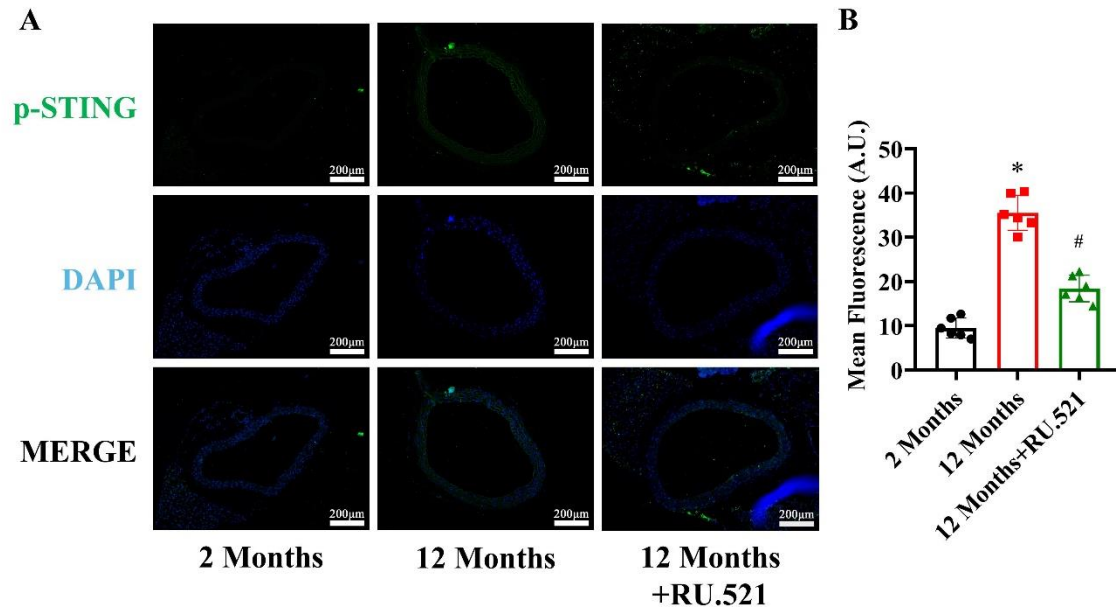 A
p-STING
200μm
200μm
200μm
DAPI
200μm
200μm
200μm
MERGE
200μm
200μm
200μm
2 Months
12 Months
12 Months
+RU.521
B
Mean Fluorescence (A.U.)
50
40
30
20
10
0
*
#
2 Months
12 Months
12 Months+RU.521